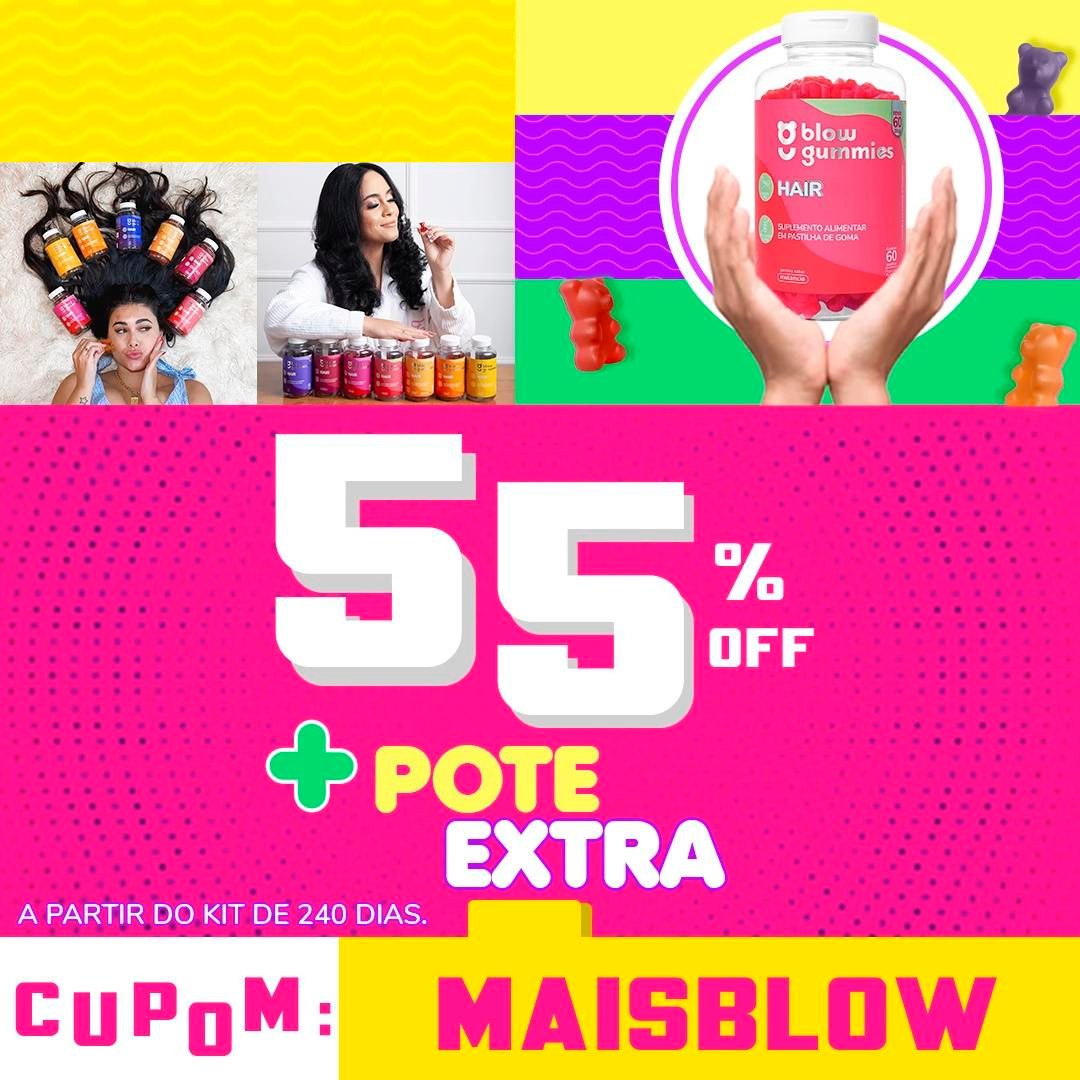 blow
gummies
HAIR
SUPLEMENTO ALIMENTAR
EM PASTILHA DE GOMA
60
melancia
55
%
OFF
+ POTE
EXTRA
A PARTIR DO KIT DE 240 DIAS.
CUPOM:
MAISBLOW